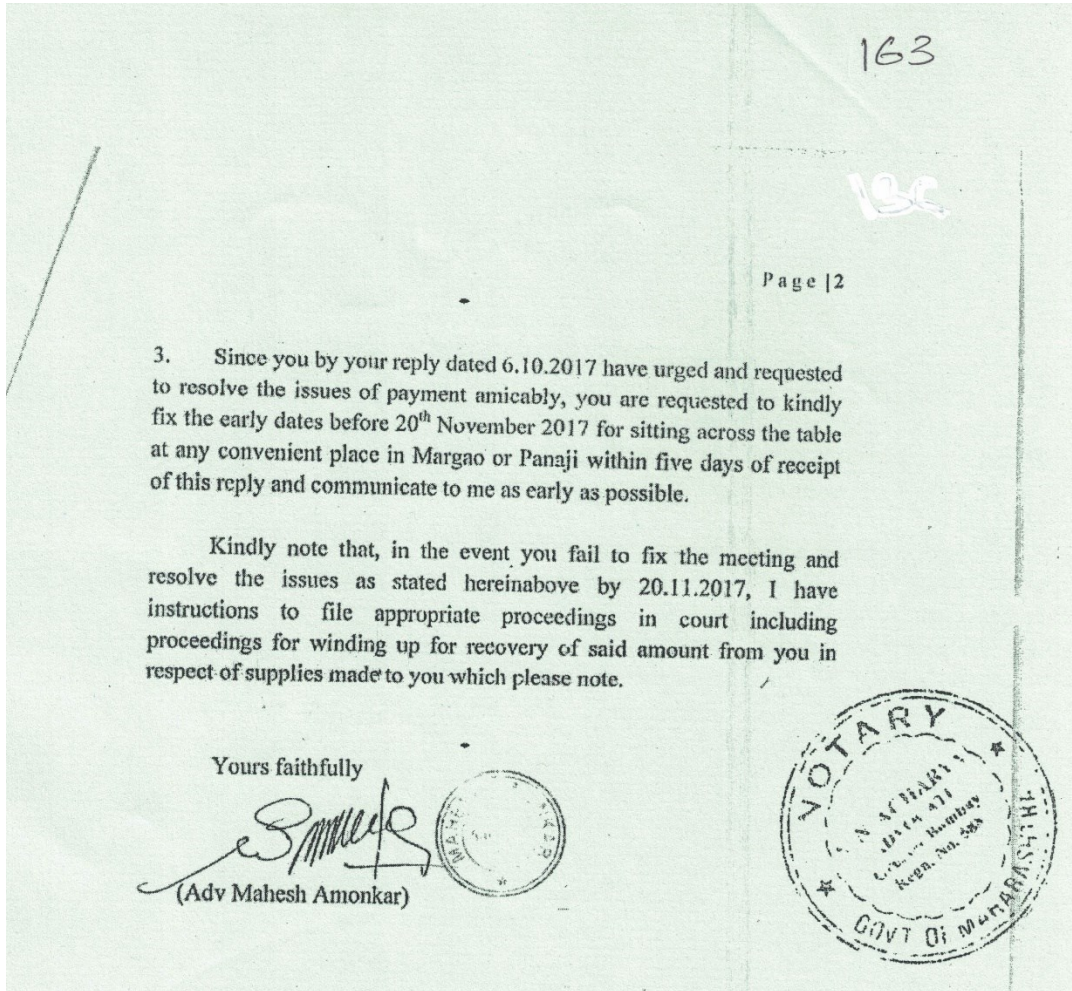 163
Page |2
3. Since you by your reply dated 6.10.2017 have urged and requested
to resolve the issues of payment amicably, you are requested to kindly
fix the early dates before 20th November 2017 for sitting across the table
at any convenient place in Margao or Panaji within five days of receipt
of this reply and communicate to me as early as possible.
Kindly note that, in the event you fail to fix the meeting and
resolve the issues as stated hereinabove by 20.11.2017, I have
instructions to file appropriate proceedings in court including
proceedings for winding up for recovery of said amount from you in
respect of supplies made to you which please note.
Yours faithfully
(Adv Mahesh Amonkar)
NOTARY
Bombay
Regn. No.
GOVT OF MAHARASHTRA